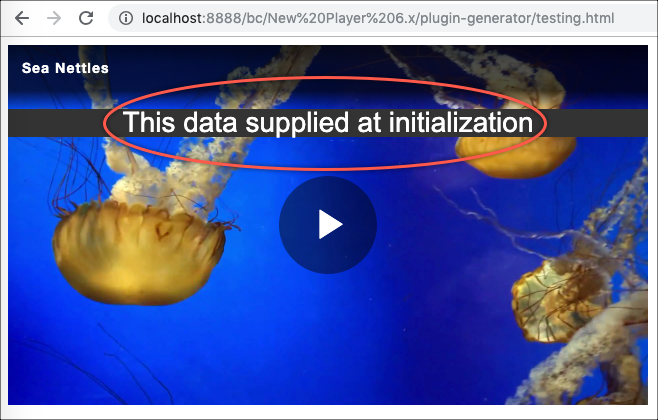 localhost:8888/bc/New%20Player%206.x/plugin-generator/testing.html
Sea Nettles
This data supplied at initialization